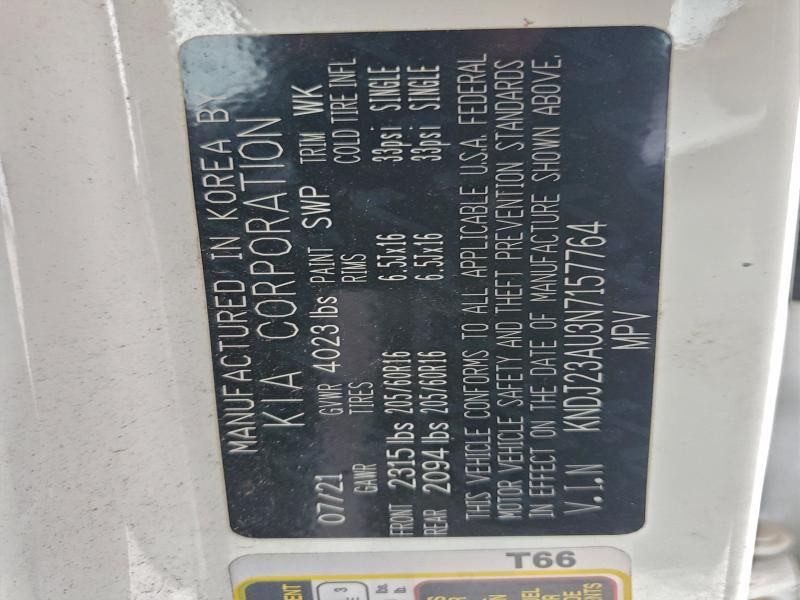 MANUFACTURED IN KOREA BY
KIA CORPORATION
07/21 GVWR 4023 lbs PAINT SWP TRIM WK
GAWR TIRES RIMS COLD TIRE INFL
FRONT 2315 lbs 205/60R16 6.5Jx16 33psi SINGLE
REAR 2094 lbs 205/60R16 6.5Jx16 33psi SINGLE
THIS VEHICLE CONFORMS TO ALL APPLICABLE U.S.A. FEDERAL
MOTOR VEHICLE SAFETY AND THEFT PREVENTION STANDARDS
IN EFFECT ON THE DATE OF MANUFACTURE SHOWN ABOVE.
V.I.N KNDJ23AU3N7157764
MPV
T66